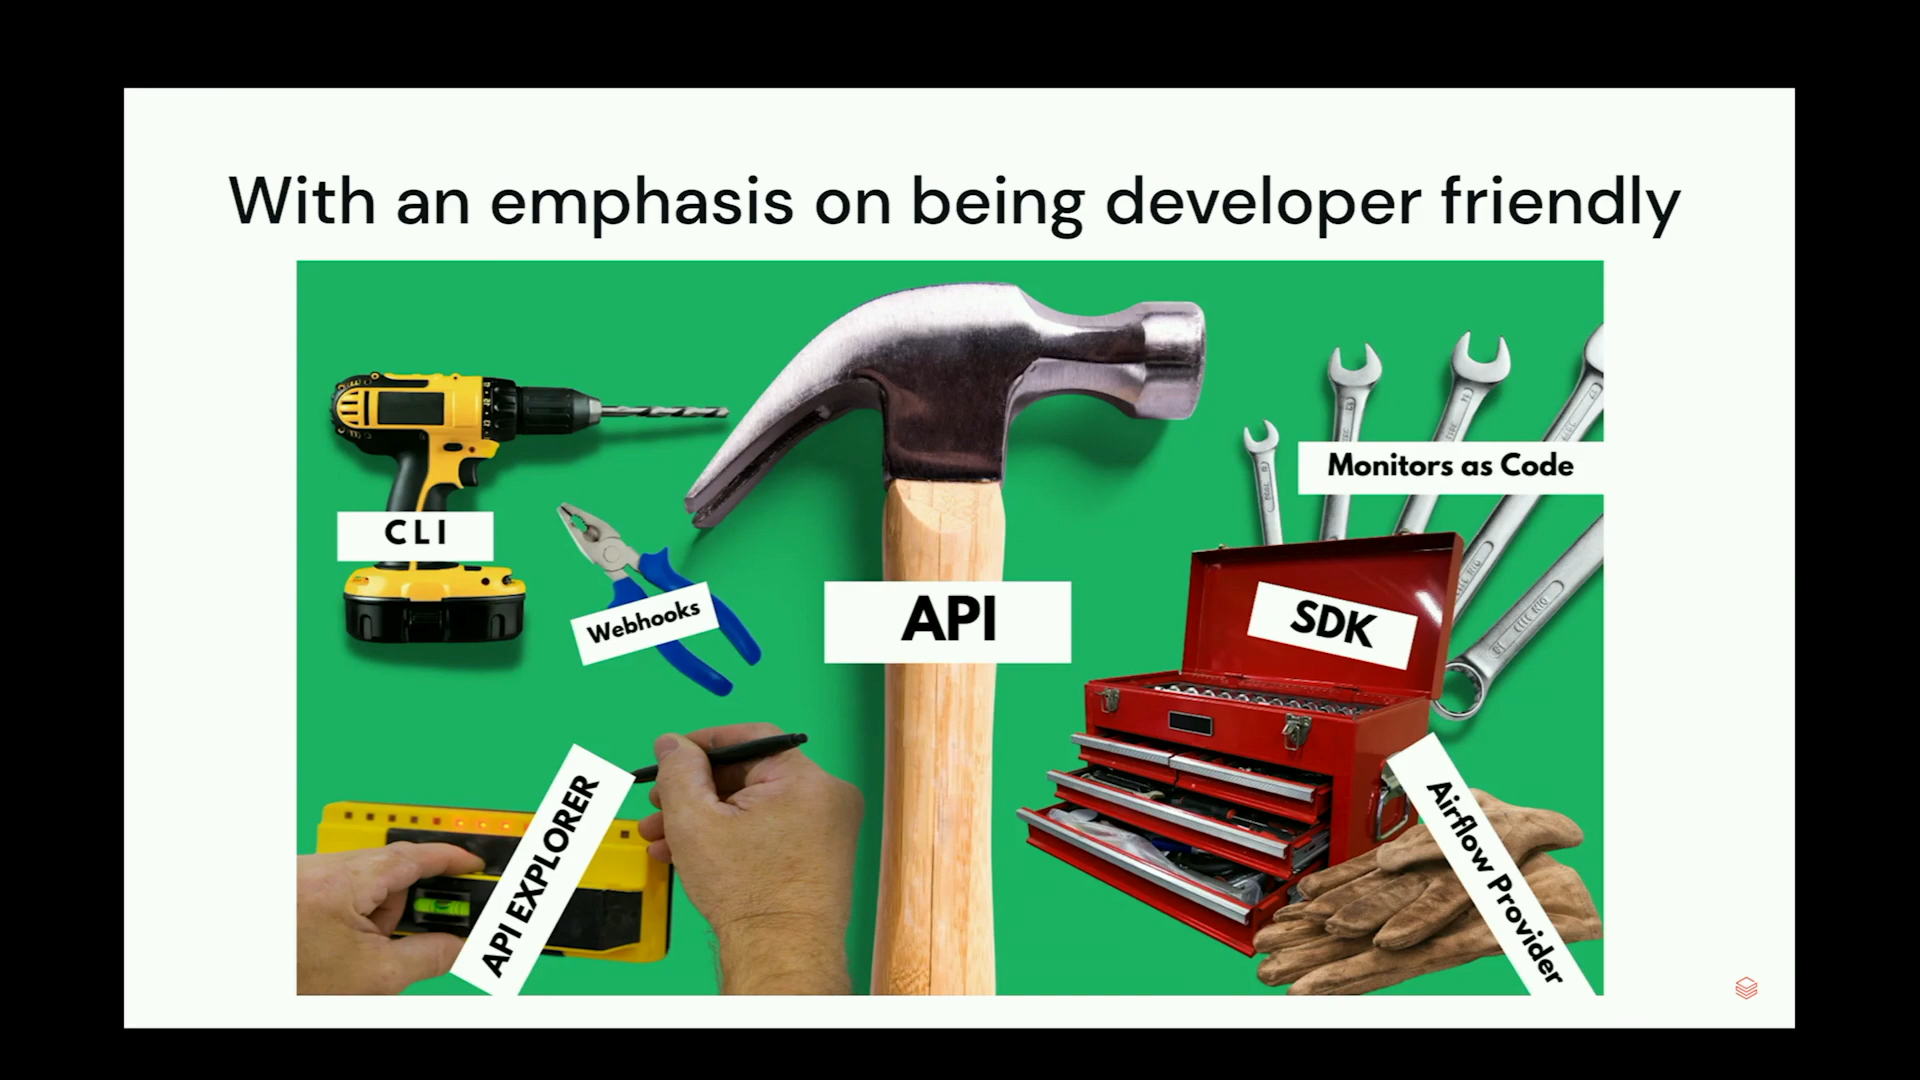 With an emphasis on being developer friendly
Monitors as Code
CLI
Webhooks
API
SDK
API EXPLORER
Airflow Provider